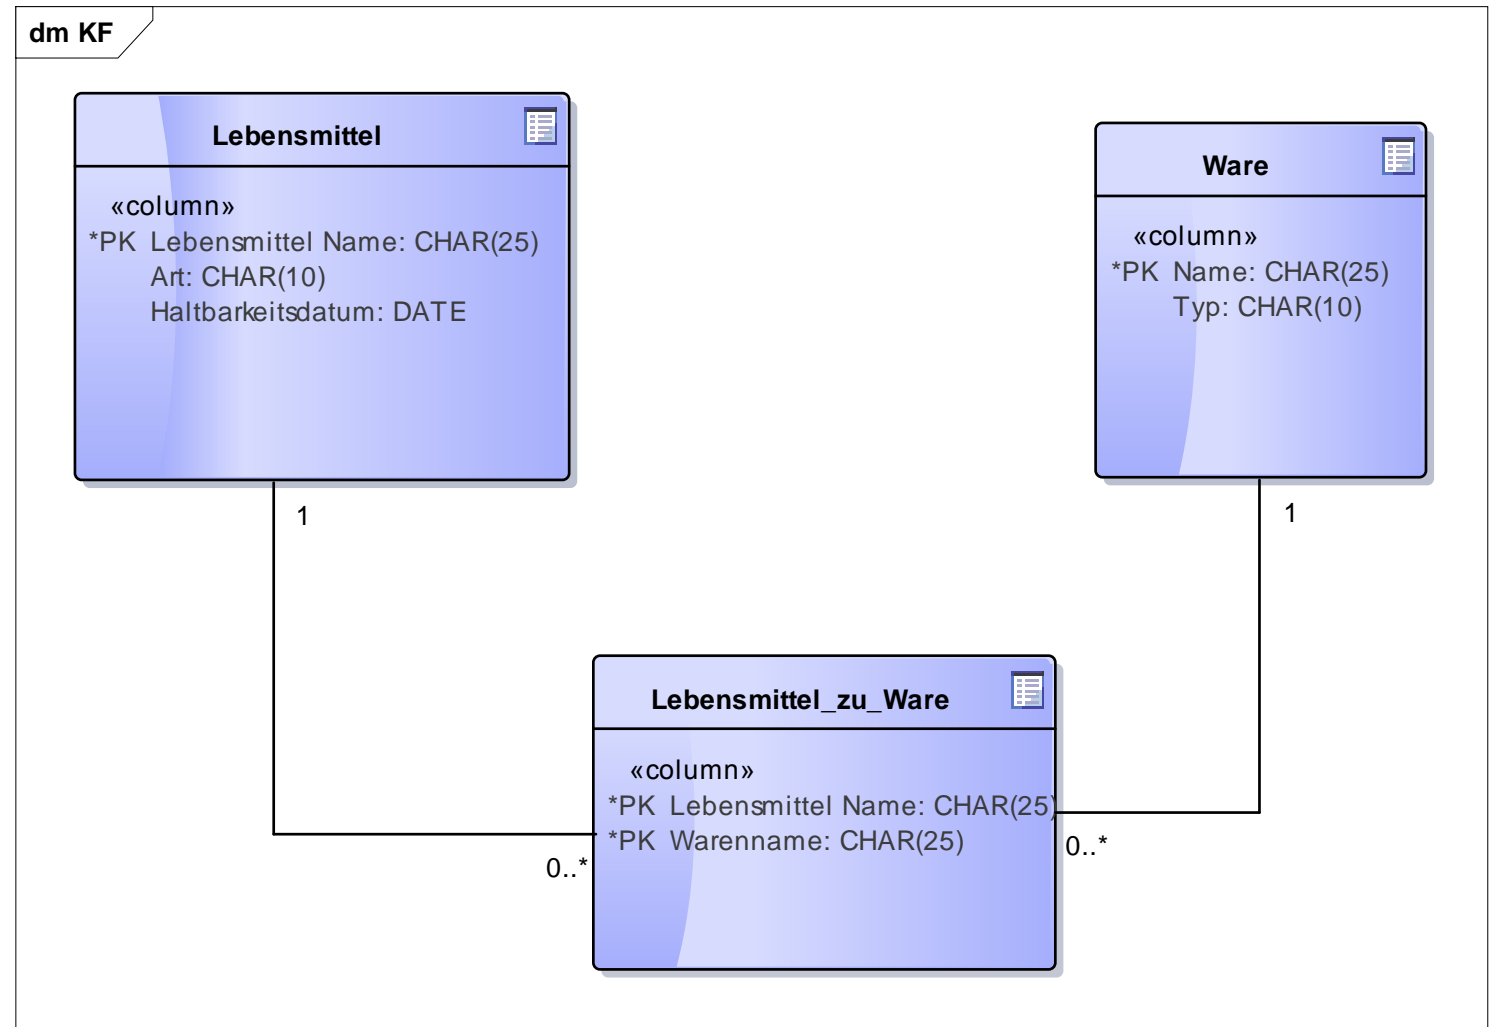 dm KF
Lebensmittel
«column»
*PK Lebensmittel Name: CHAR(25)
Art: CHAR(10)
Haltbarkeitsdatum: DATE
1
Ware
«column»
*PK Name: CHAR(25)
Typ: CHAR(10)
1
Lebensmittel_zu_Ware
«column»
*PK Lebensmittel Name: CHAR(25)
*PK Warenname: CHAR(25)
0..*
0..*